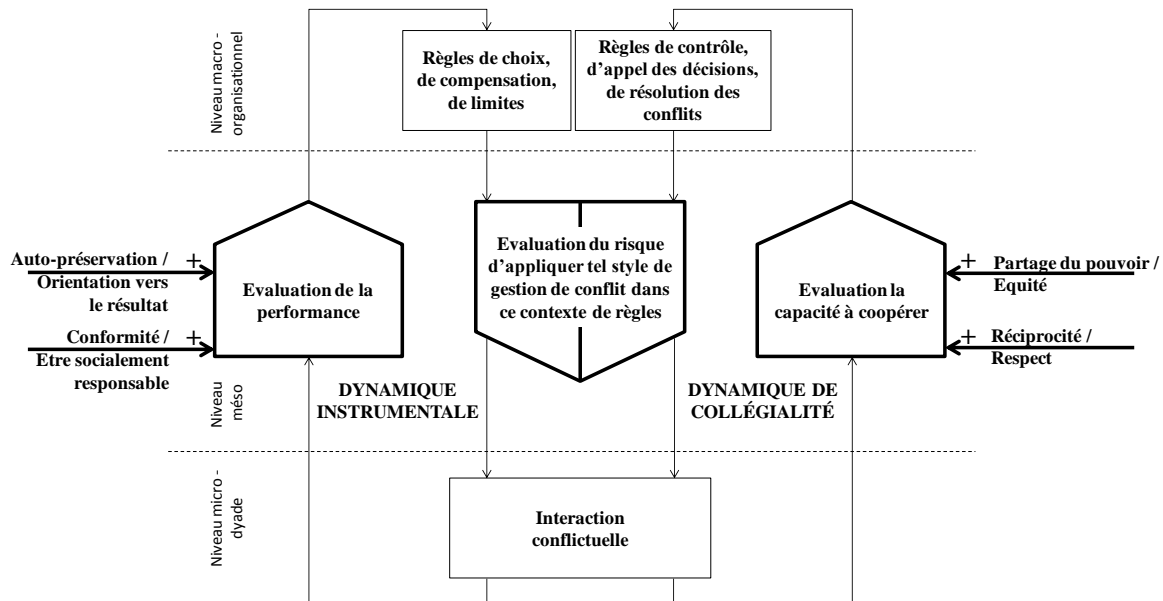 Niveau macro -
organisationnel
Règles de choix,
de compensation,
de limites
Règles de contrôle,
d'appel des décisions,
de résolution des
conflits
Auto-préservation /
Orientation vers
le résultat
+
Conformité /
Etre socialement
responsable
+
Evaluation de la
performance
Evaluation du risque
d'appliquer tel style de
gestion de conflit dans
ce contexte de règles
Evaluation la
capacité à coopérer
+
Partage du pouvoir /
Equité
+
Réciprocité /
Respect
Niveau
méso
DYNAMIQUE
INSTRUMENTALE
DYNAMIQUE DE
COLLÉGIALITÉ
Niveau micro -
dyade
Interaction
conflictuelle